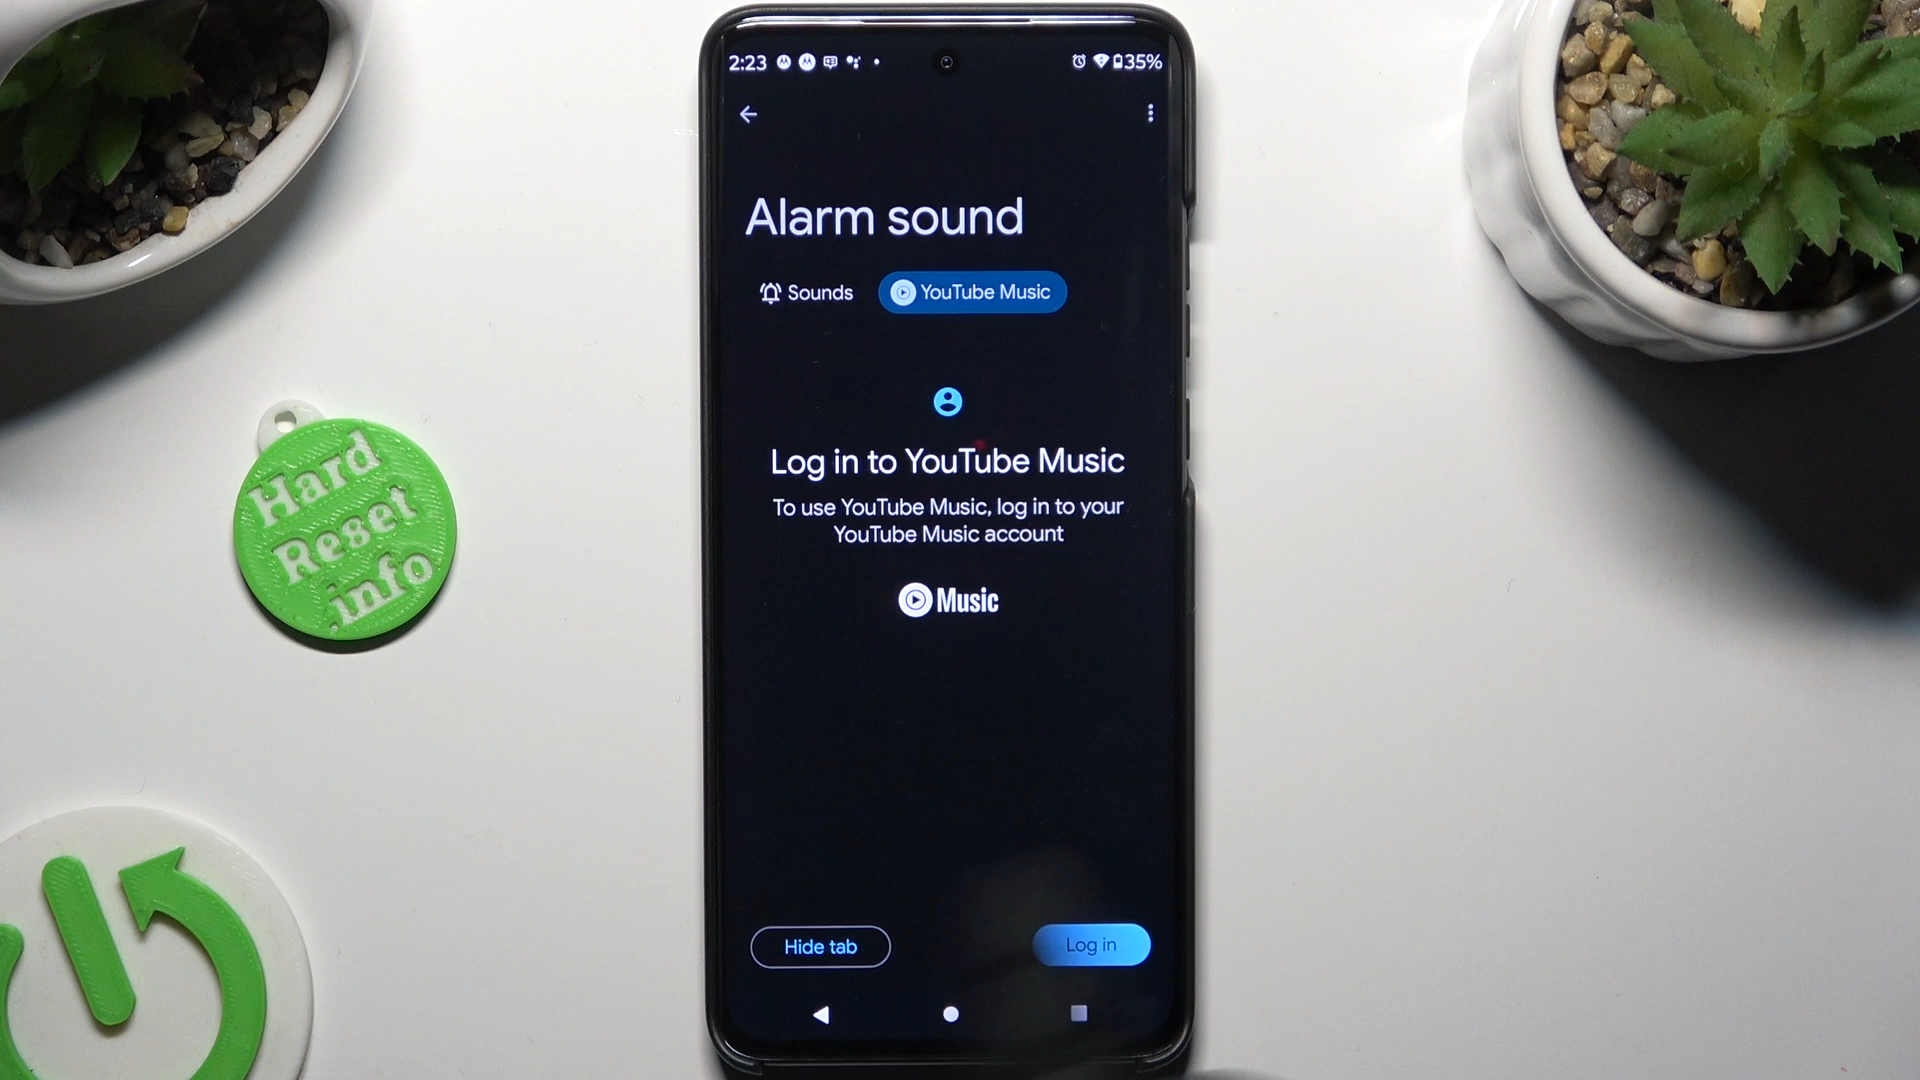 2:23
35%
Alarm sound
Sounds
YouTube Music
Log in to YouTube Music
To use YouTube Music, log in to your
YouTube Music account
Music
Hide tab
Log in
Hard
Reset
.info